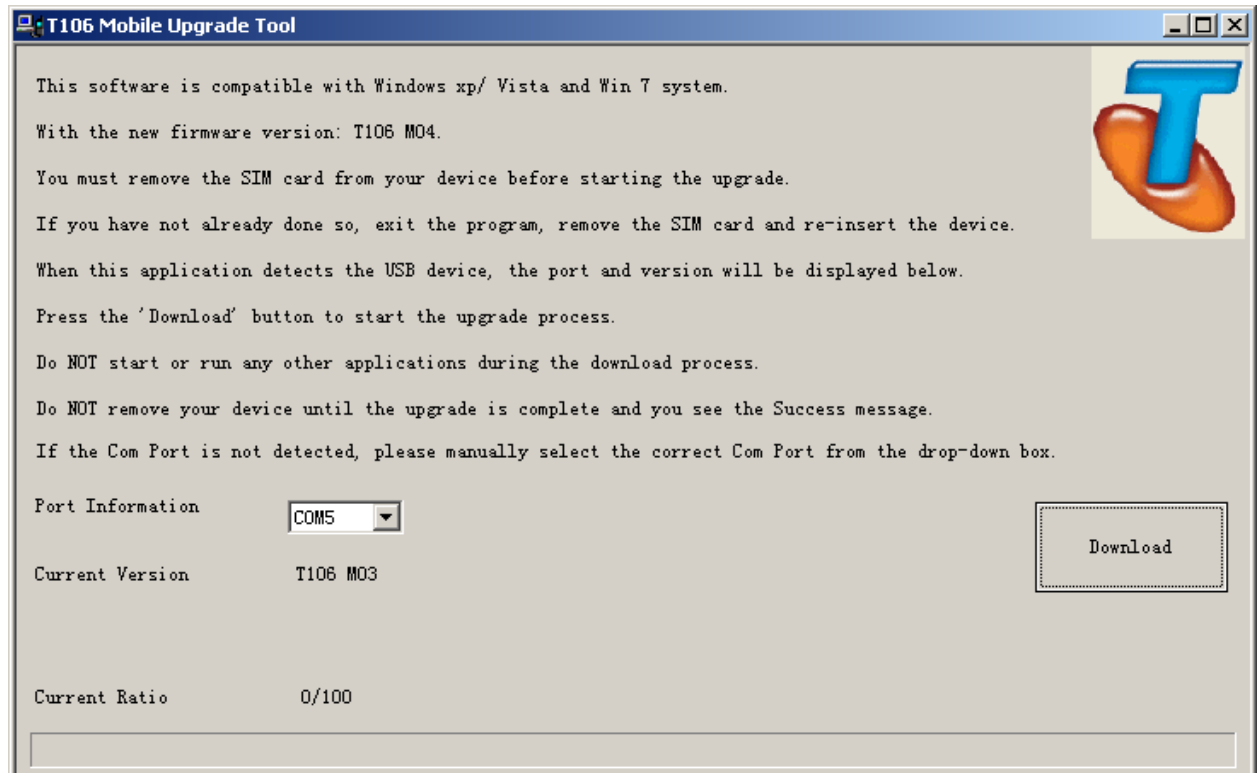 T106 Mobile Upgrade Tool
This software is compatible with Windows xp/ Vista and Win 7 system.
With the new firmware version: T106 M04.
You must remove the SIM card from your device before starting the upgrade.
If you have not already done so, exit the program, remove the SIM card and re-insert the device.
When this application detects the USB device, the port and version will be displayed below.
Press the 'Download' button to start the upgrade process.
Do NOT start or run any other applications during the download process.
Do NOT remove your device until the upgrade is complete and you see the Success message.
If the Com Port is not detected, please manually select the correct Com Port from the drop-down box.
Port Information COM5
Download
Current Version T106 M03
Current Ratio 0/100